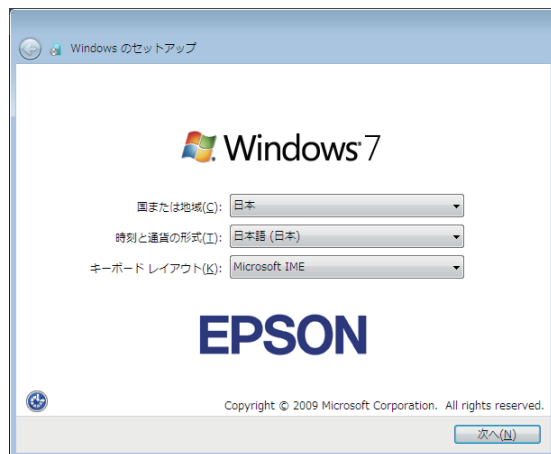 Windows のセットアップ
Windows 7
国または地域(C): 日本
時刻と通貨の形式(T): 日本語 (日本)
キーボード レイアウト(K): Microsoft IME
EPSON
Copyright © 2009 Microsoft Corporation. All rights reserved.
次へ(N)